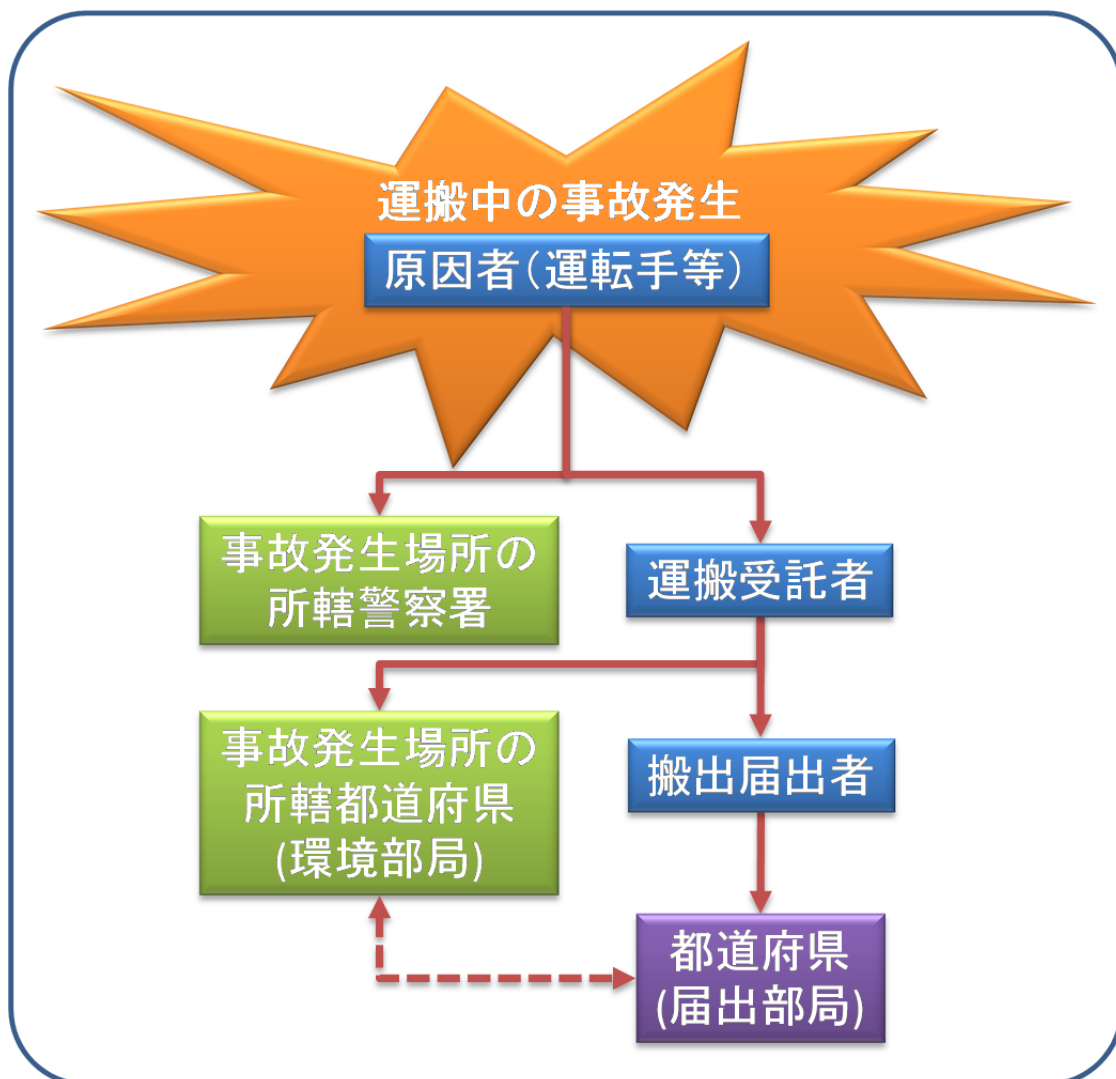 運搬中の事故発生
原因者(運転手等)
事故発生場所の
所轄警察署
運搬受託者
事故発生場所の
所轄都道府県
(環境部局)
搬出届出者
都道府県
(届出部局)